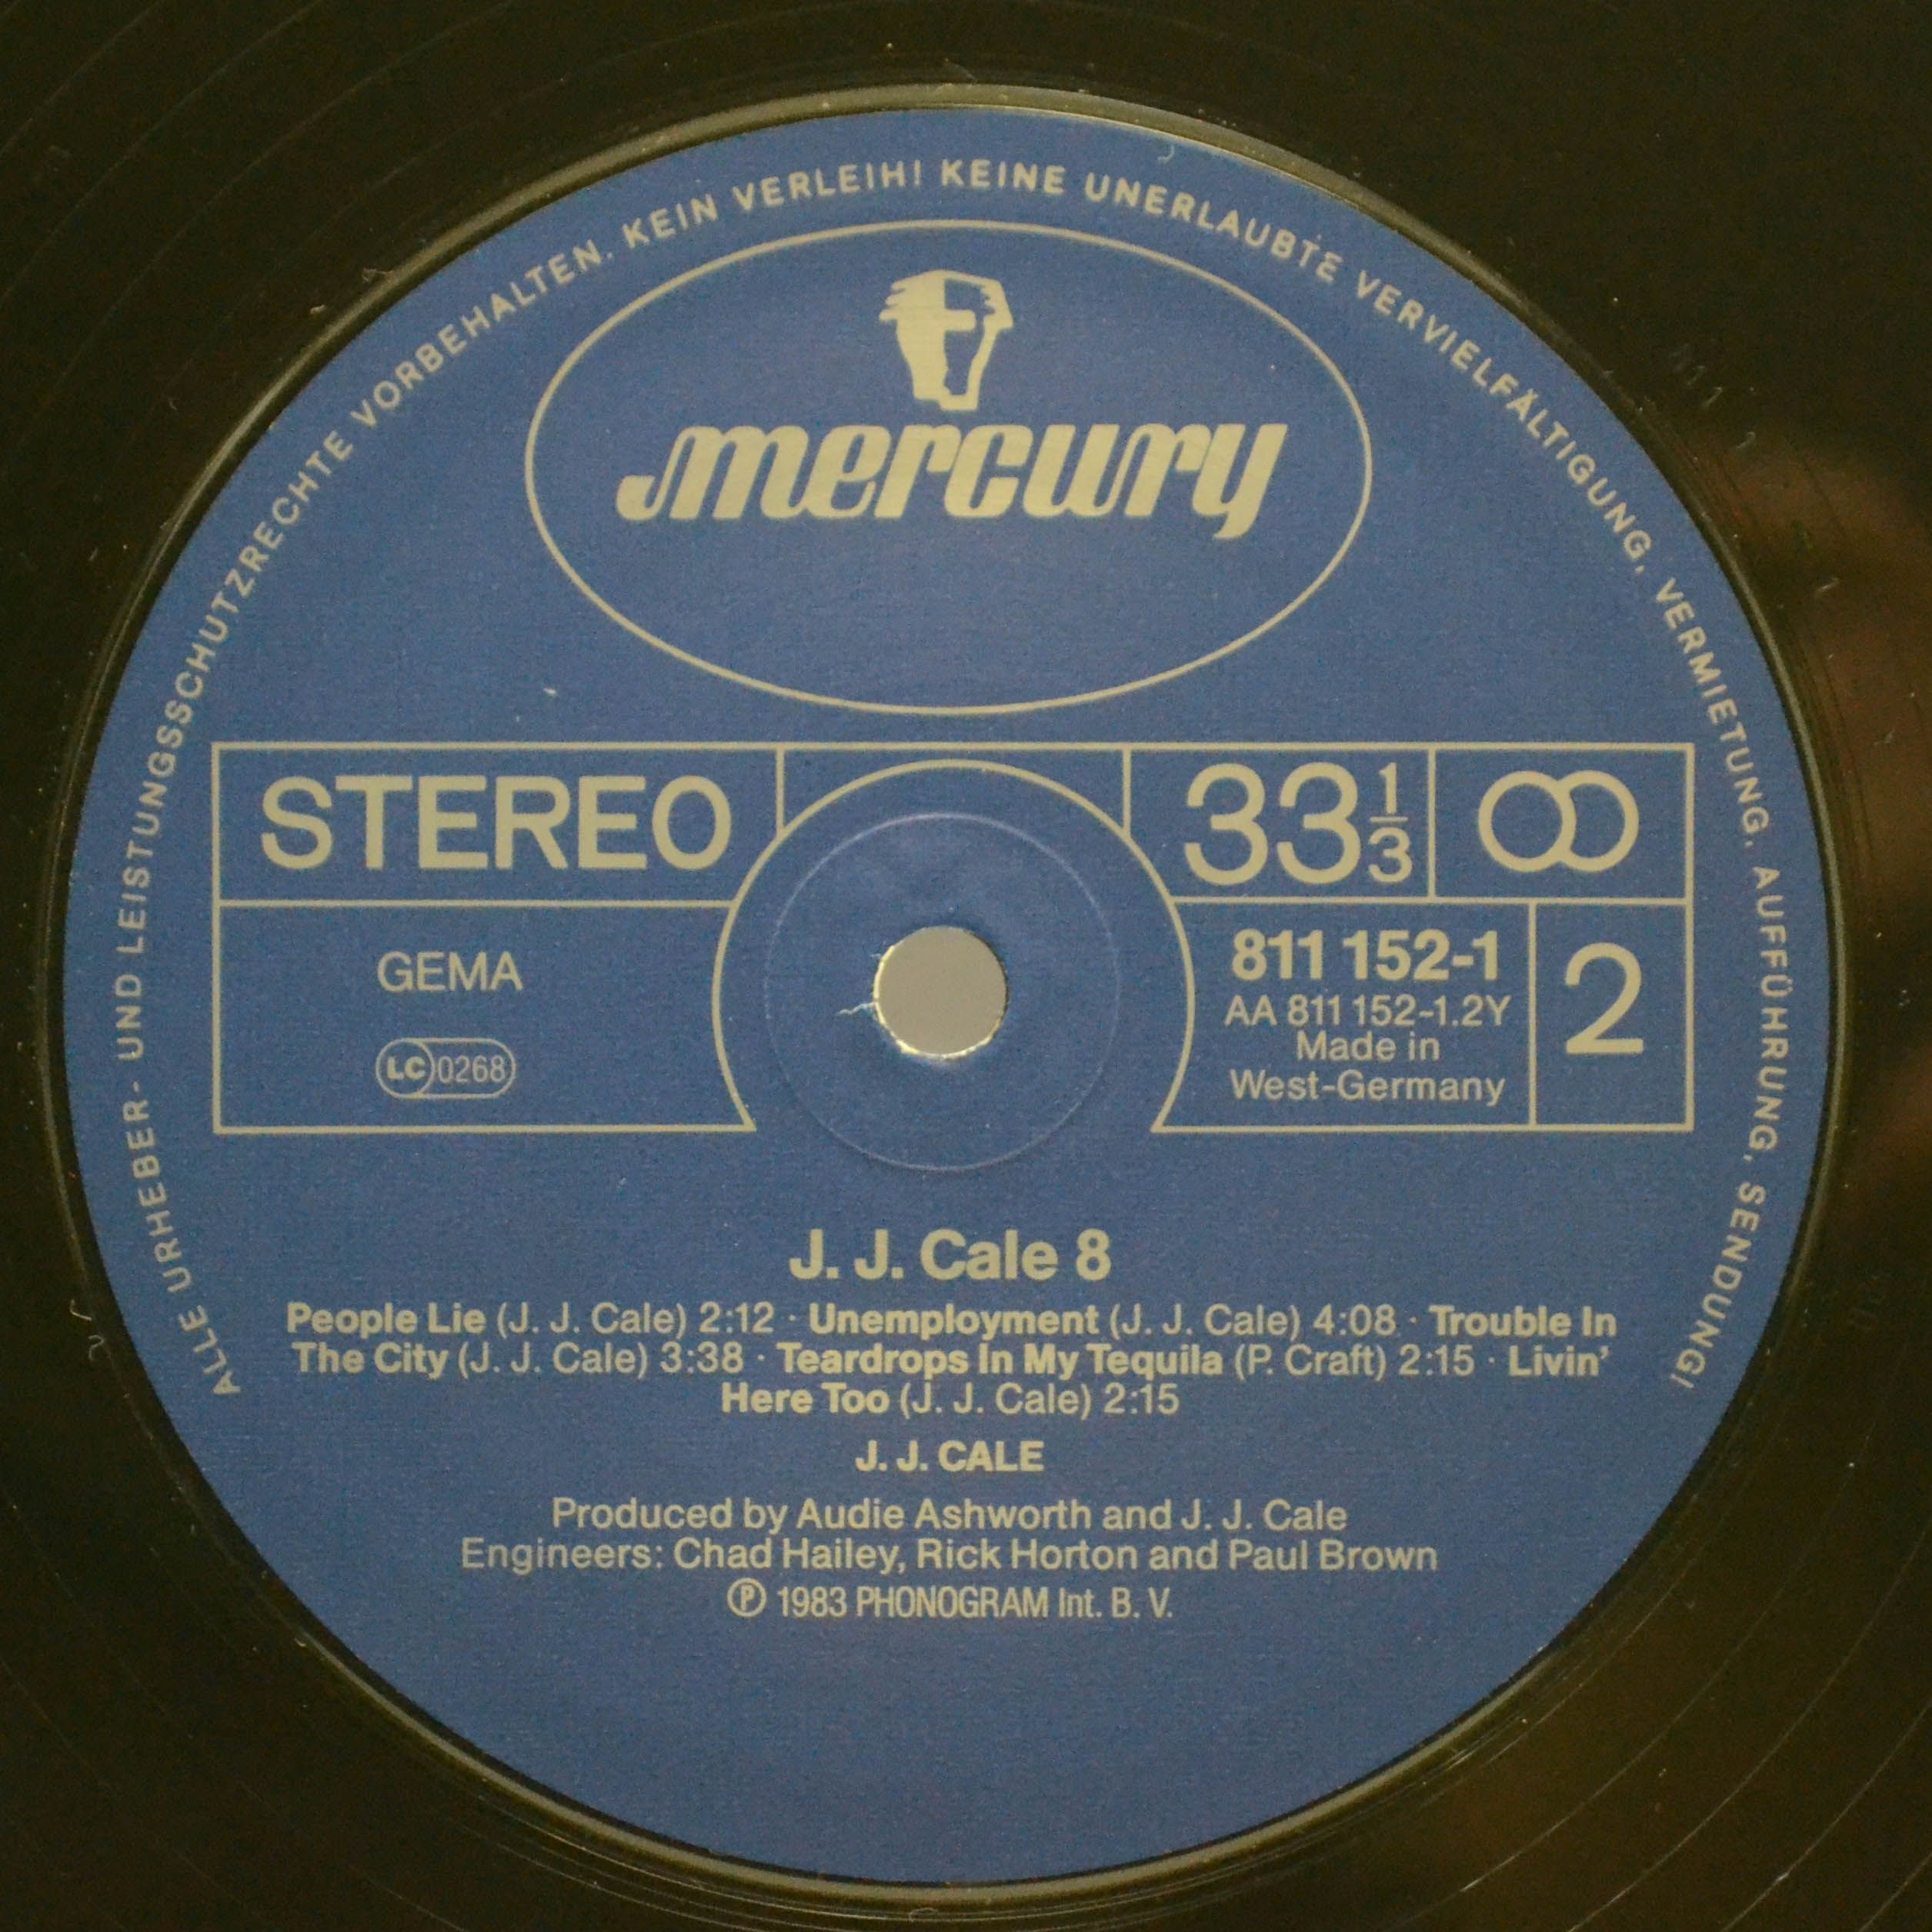 ALLE URHEBER- UND LEISTUNGSSCHUTZRECHTE VORBEHALTEN. KEIN VERLEIH! KEINE UNERLAUBTE VERVIELFÄLTIGUNG, VERMIETUNG, AUFFÜHRUNG, SENDUNG!
mercury
STEREO
33 1/3
GEMA
LC 0268
811 152-1
AA 811 152-1.2Y
Made in
West-Germany
2
J. J. Cale 8
People Lie (J. J. Cale) 2:12 · Unemployment (J. J. Cale) 4:08 · Trouble In
The City (J. J. Cale) 3:38 · Teardrops In My Tequila (P. Craft) 2:15 · Livin'
Here Too (J. J. Cale) 2:15
J. J. CALE
Produced by Audie Ashworth and J. J. Cale
Engineers: Chad Hailey, Rick Horton and Paul Brown
Ⓟ 1983 PHONOGRAM Int. B. V.